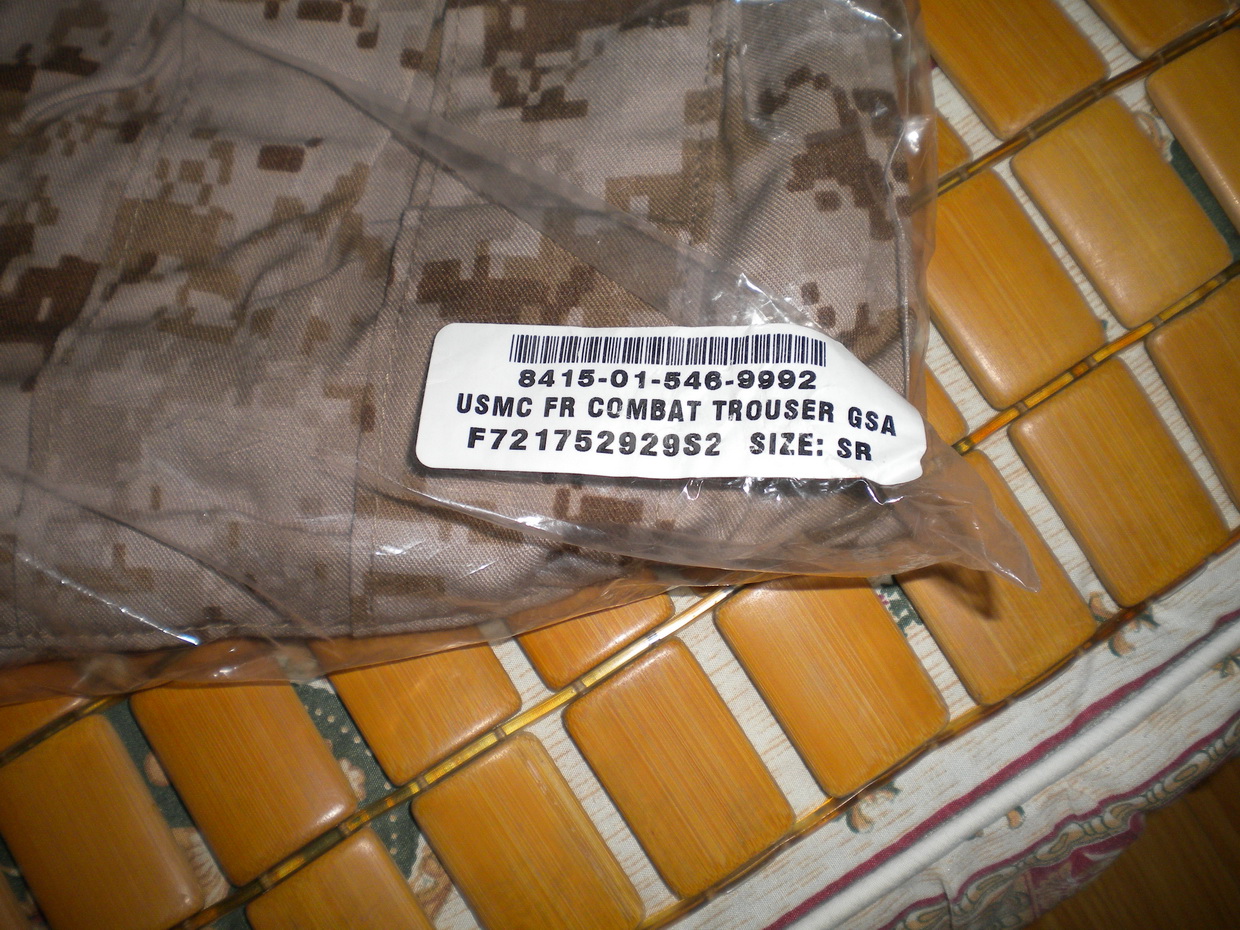 8415-01-546-9992
USMC FR COMBAT TROUSER GSA
F721752929S2 SIZE: SR